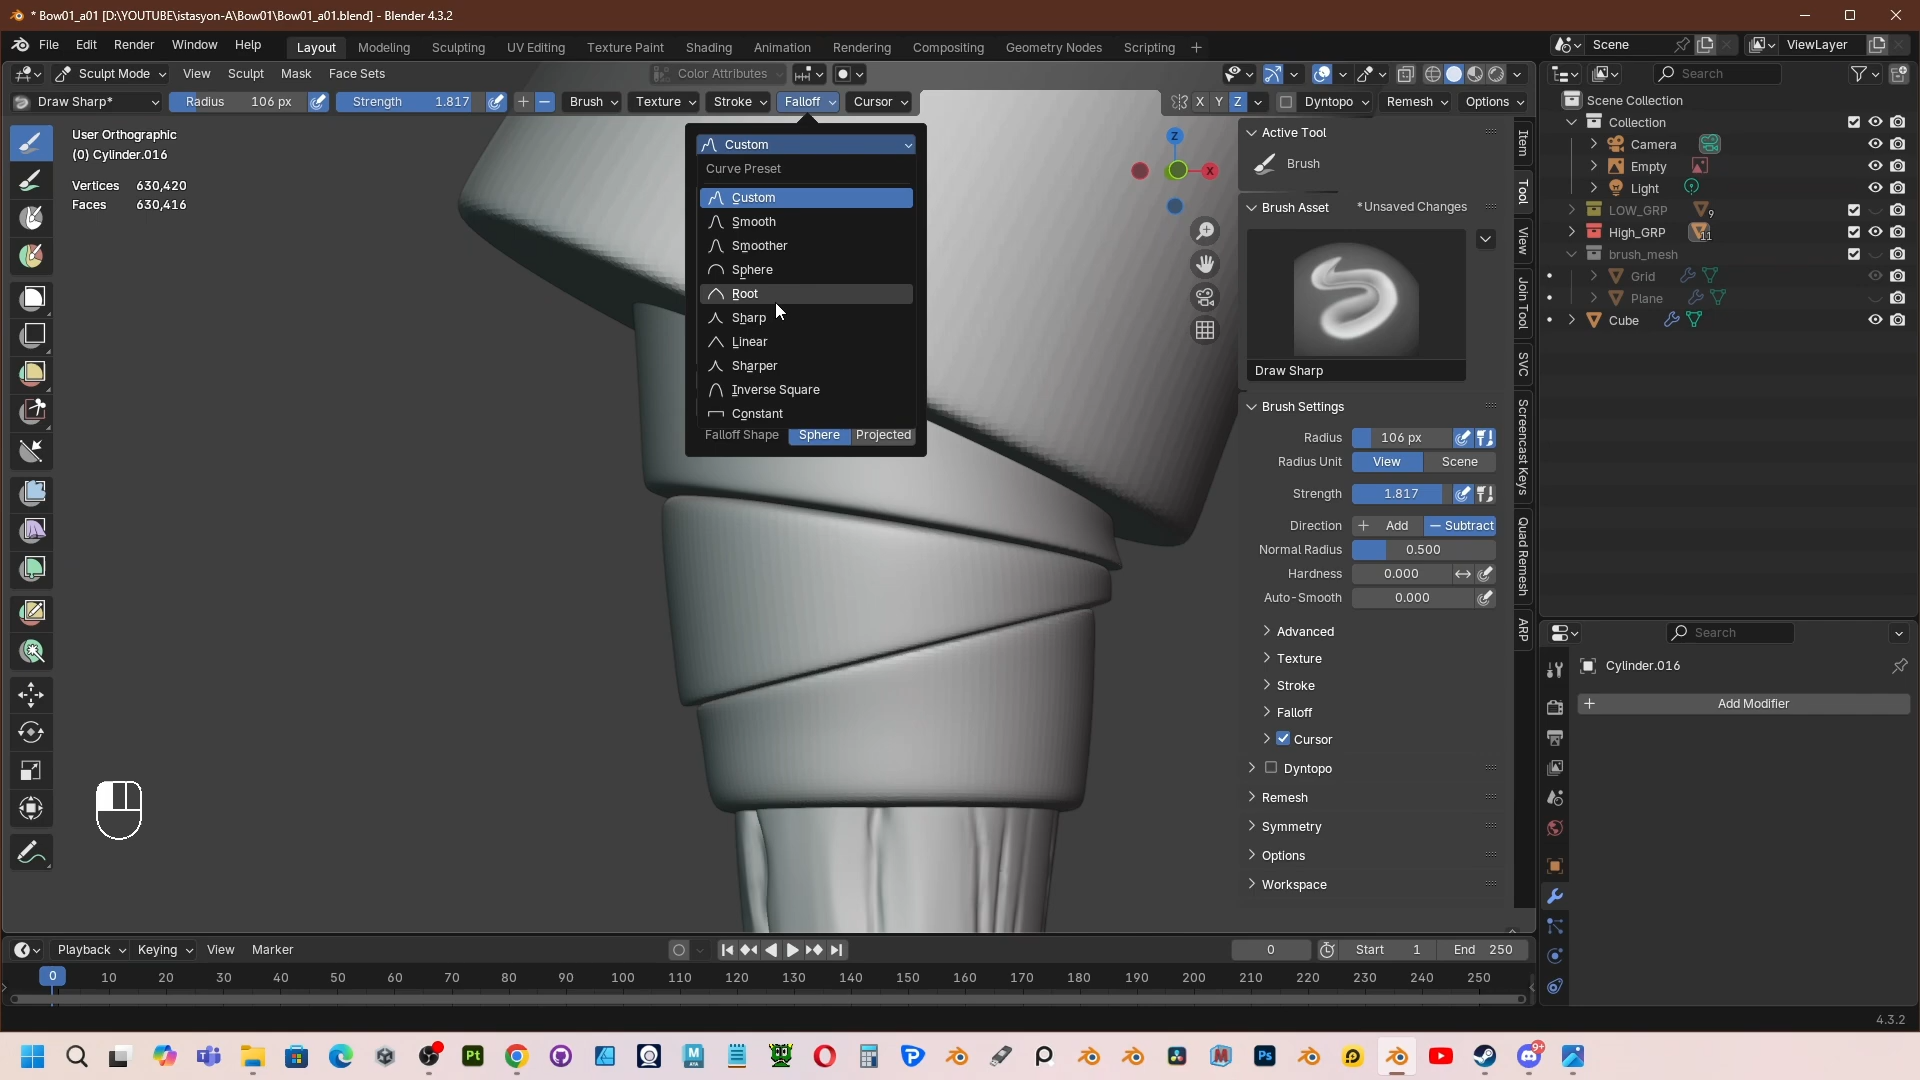 * Bow01_a01 [D:\YOUTUBE\istasyon-A\Bow01\Bow01_a01.blend] - Blender 4.3.2
File Edit Render Window Help Layout Modeling Sculpting UV Editing Texture Paint Shading Animation Rendering Compositing Geometry Nodes Scripting + Scene ViewLayer
Sculpt Mode View Sculpt Mask Face Sets Color Attributes Search
Draw Sharp* Radius 106 px Strength 1.817 Brush Texture Stroke Falloff Cursor X Y Z Dyntopo Remesh Options
User Orthographic
(0) Cylinder.016
Vertices 630,420
Faces 630,416
Custom
Curve Preset
Custom
Smooth
Smoother
Sphere
Root
Sharp
Linear
Sharper
Inverse Square
Constant
Falloff Shape Sphere Projected
Z
X
Active Tool
Brush
Brush Asset *Unsaved Changes
Draw Sharp
Brush Settings
Radius 106 px
Radius Unit View Scene
Strength 1.817
Direction Add Subtract
Normal Radius 0.500
Hardness 0.000
Auto-Smooth 0.000
Advanced
Texture
Stroke
Falloff
Cursor
Dyntopo
Remesh
Symmetry
Options
Workspace
Item
Tool
View
Join Tool
SVC
Screencast Keys
Quad Remesh
ARP
Scene Collection
Collection
Camera
Empty
Light
LOW_GRP 9
High_GRP 11
brush_mesh
Grid
Plane
Cube
Search
Cylinder.016
Add Modifier
Playback Keying View Marker 0 Start 1 End 250
0 10 20 30 40 50 60 70 80 90 100 110 120 130 140 150 160 170 180 190 200 210 220 230 240 250
4.3.2
Pt
M
Ps
9+